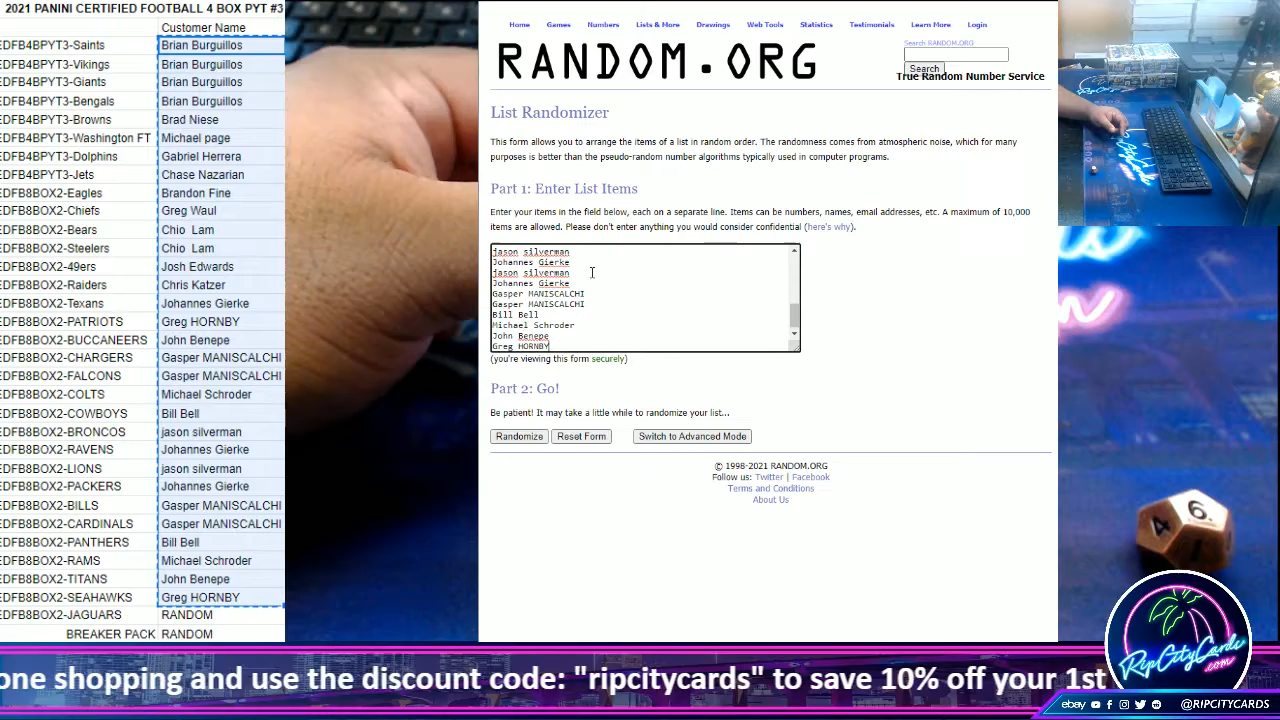 2021 PANINI CERTIFIED FOOTBALL 4 BOX PYT #3
Customer Name
EDFB4BPYT3-Saints Brian Burguillos
EDFB4BPYT3-Vikings Brian Burguillos
EDFB4BPYT3-Giants Brian Burguillos
EDFB4BPYT3-Bengals Brian Burguillos
EDFB4BPYT3-Browns Brad Niese
EDFB4BPYT3-Washington FT Michael page
EDFB4BPYT3-Dolphins Gabriel Herrera
EDFB4BPYT3-Jets Chase Nazarian
EDFB8BOX2-Eagles Brandon Fine
EDFB8BOX2-Chiefs Greg Waul
EDFB8BOX2-Bears Chio Lam
EDFB8BOX2-Steelers Chio Lam
EDFB8BOX2-49ers Josh Edwards
EDFB8BOX2-Raiders Chris Katzer
EDFB8BOX2-Texans Johannes Gierke
EDFB8BOX2-PATRIOTS Greg HORNBY
EDFB8BOX2-BUCCANEERS John Benepe
EDFB8BOX2-CHARGERS Gasper MANISCALCHI
EDFB8BOX2-FALCONS Gasper MANISCALCHI
EDFB8BOX2-COLTS Michael Schroder
EDFB8BOX2-COWBOYS Bill Bell
EDFB8BOX2-BRONCOS jason silverman
EDFB8BOX2-RAVENS Johannes Gierke
EDFB8BOX2-LIONS jason silverman
EDFB8BOX2-PACKERS Johannes Gierke
EDFB8BOX2-BILLS Gasper MANISCALCHI
EDFB8BOX2-CARDINALS Gasper MANISCALCHI
EDFB8BOX2-PANTHERS Bill Bell
EDFB8BOX2-RAMS Michael Schroder
EDFB8BOX2-TITANS John Benepe
EDFB8BOX2-SEAHAWKS Greg HORNBY
EDFB8BOX2-JAGUARS RANDOM
BREAKER PACK RANDOM
Home Games Numbers Lists & More Drawings Web Tools Statistics Testimonials Learn More Login
RANDOM.ORG
Search RANDOM.ORG
Search
True Random Number Service
List Randomizer
This form allows you to arrange the items of a list in random order. The randomness comes from atmospheric noise, which for many
purposes is better than the pseudo-random number algorithms typically used in computer programs.
Part 1: Enter List Items
Enter your items in the field below, each on a separate line. Items can be numbers, names, email addresses, etc. A maximum of 10,000
items are allowed. Please don't enter anything you would consider confidential (here's why).
jason silverman
Johannes Gierke
jason silverman
Johannes Gierke
Gasper MANISCALCHI
Gasper MANISCALCHI
Bill Bell
Michael Schroder
John Benepe
Greg HORNBY
(you're viewing this form securely)
Part 2: Go!
Be patient! It may take a little while to randomize your list...
Randomize Reset Form Switch to Advanced Mode
© 1998-2021 RANDOM.ORG
Follow us: Twitter | Facebook
Terms and Conditions
About Us
4 6.
RipCityCards
.com
one shopping and use the discount code: "ripcitycards" to save 10% off your 1st
ebay @RIPCITYCARDS